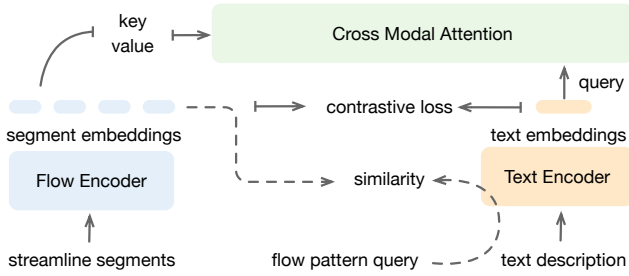 key
value
Cross Modal Attention
query
contrastive loss
segment embeddings
text embeddings
Flow Encoder
similarity
Text Encoder
streamline segments
flow pattern query
text description